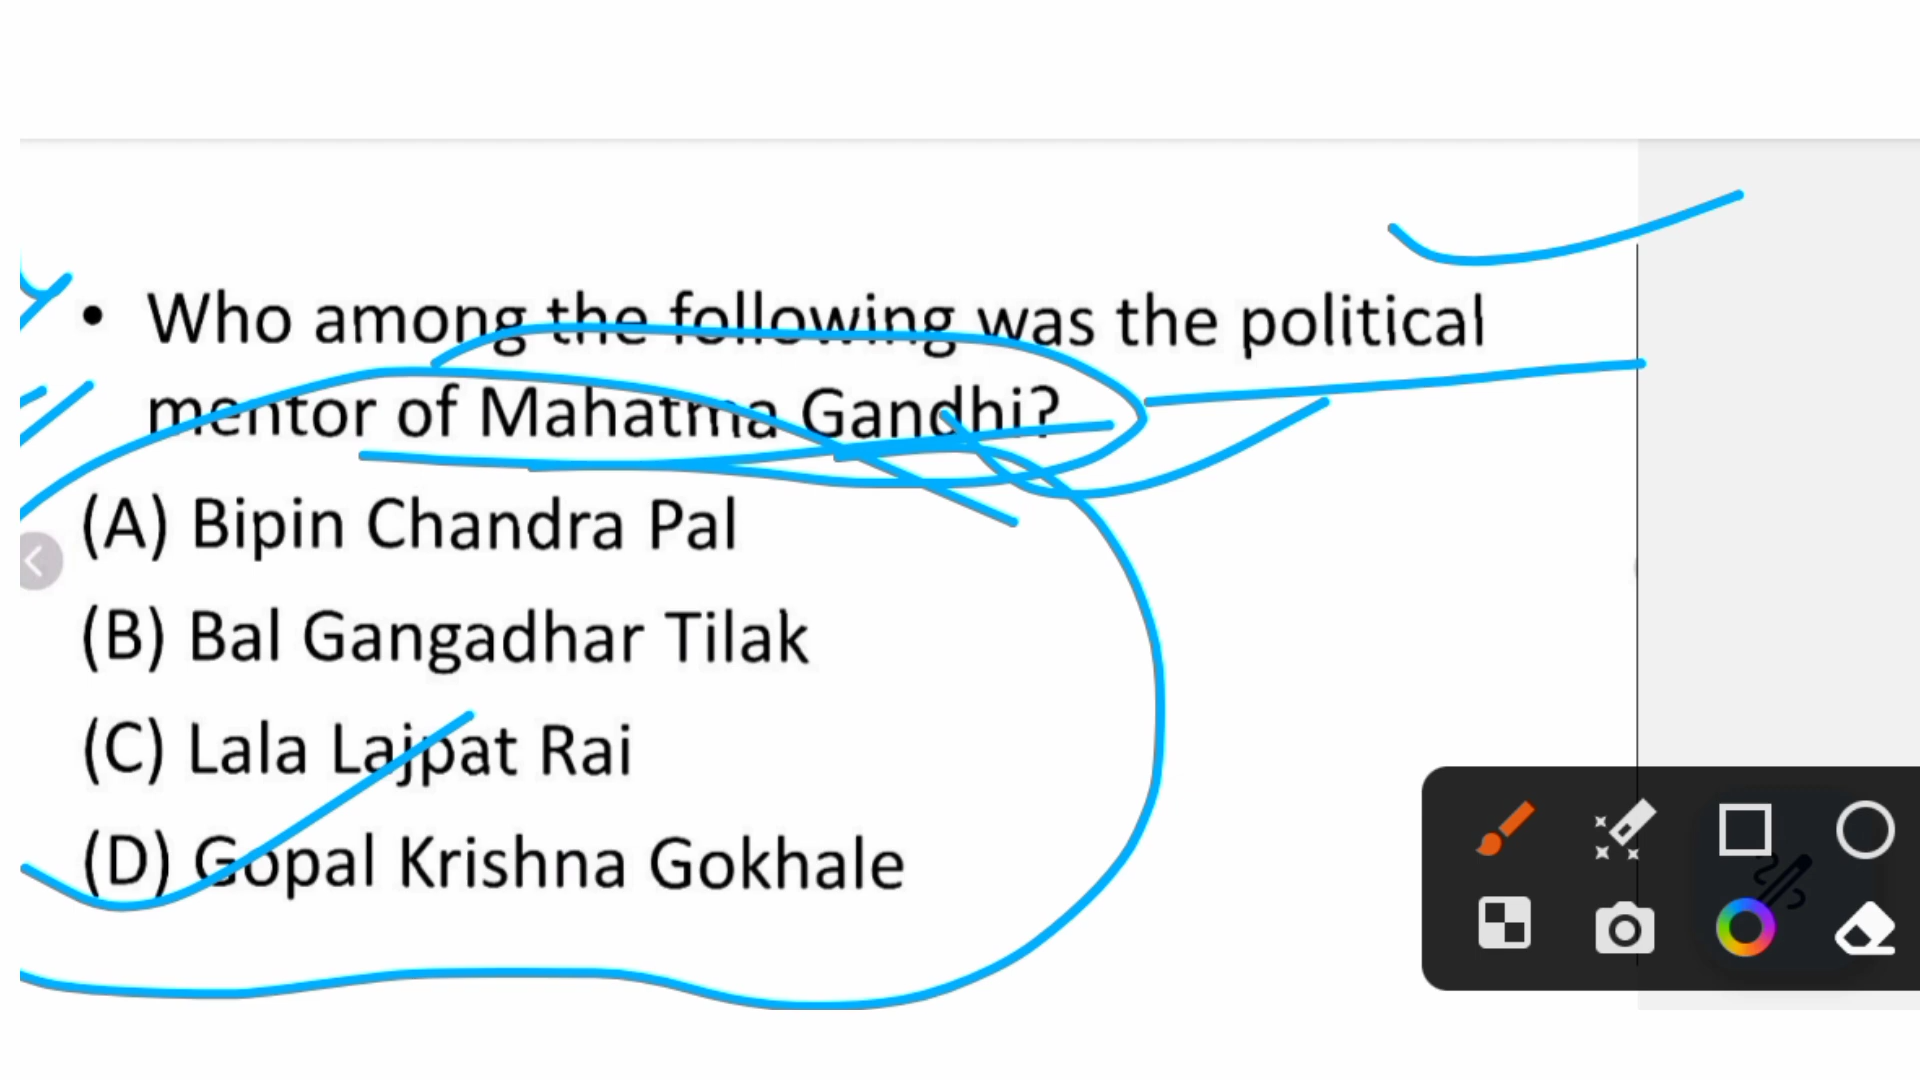 • Who among the following was the political
mentor of Mahatma Gandhi?
(A) Bipin Chandra Pal
(B) Bal Gangadhar Tilak
(C) Lala Lajpat Rai
(D) Gopal Krishna Gokhale